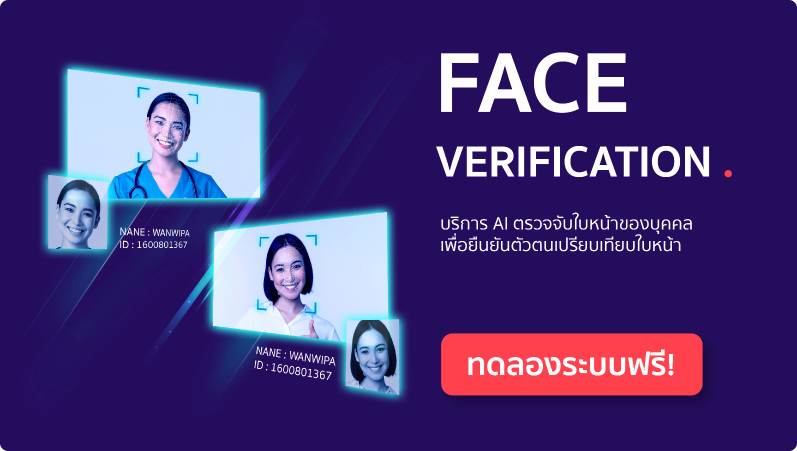 FACE
VERIFICATION .
บริการ AI ตรวจจับใบหน้าของบุคคล
เพื่อยืนยันตัวตนเปรียบเทียบใบหน้า
ทดลองระบบฟรี!
NANE : WANWIPA
ID : 1600801367
NANE : WANWIPA
ID : 1600801367